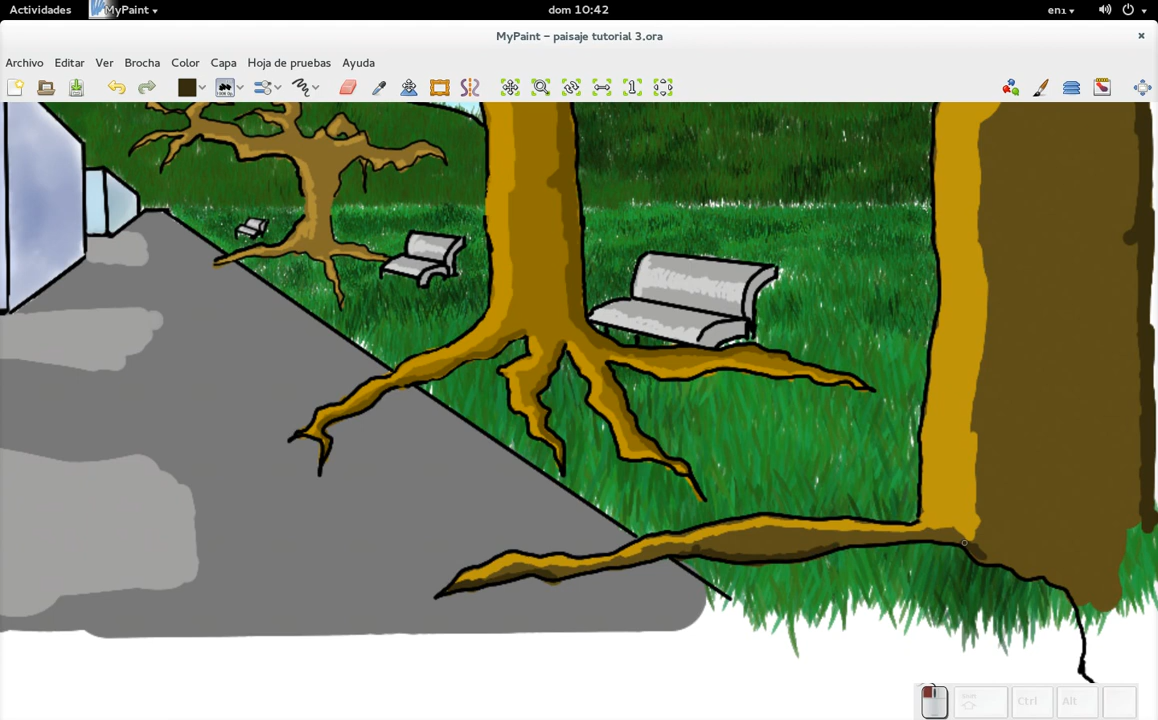 Actividades MyPaint dom 10:42 en₁
MyPaint – paisaje tutorial 3.ora
Archivo Editar Ver Brocha Color Capa Hoja de pruebas Ayuda
1
Ctrl Alt